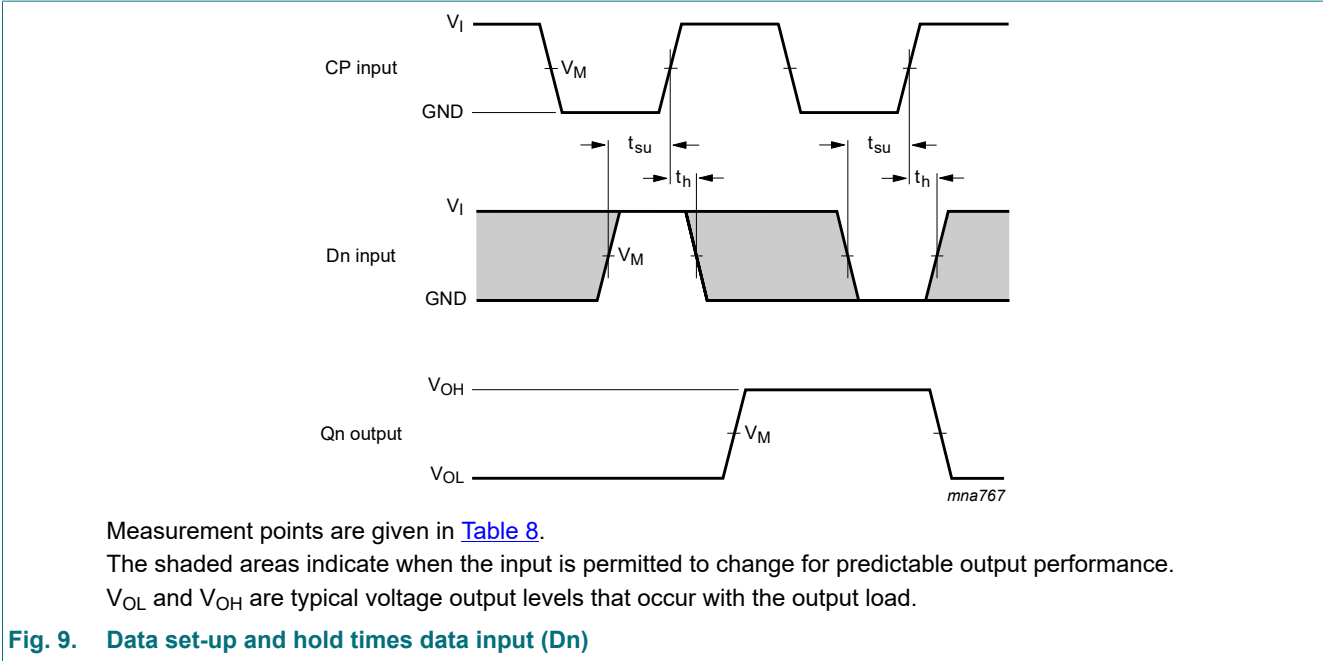 V_I
CP input
V_M
GND
t_su
t_su
t_h
t_h
V_I
Dn input
V_M
GND
V_OH
Qn output
V_M
V_OL
mna767
Measurement points are given in Table 8.
The shaded areas indicate when the input is permitted to change for predictable output performance.
V_OL and V_OH are typical voltage output levels that occur with the output load.
Fig. 9. Data set-up and hold times data input (Dn)